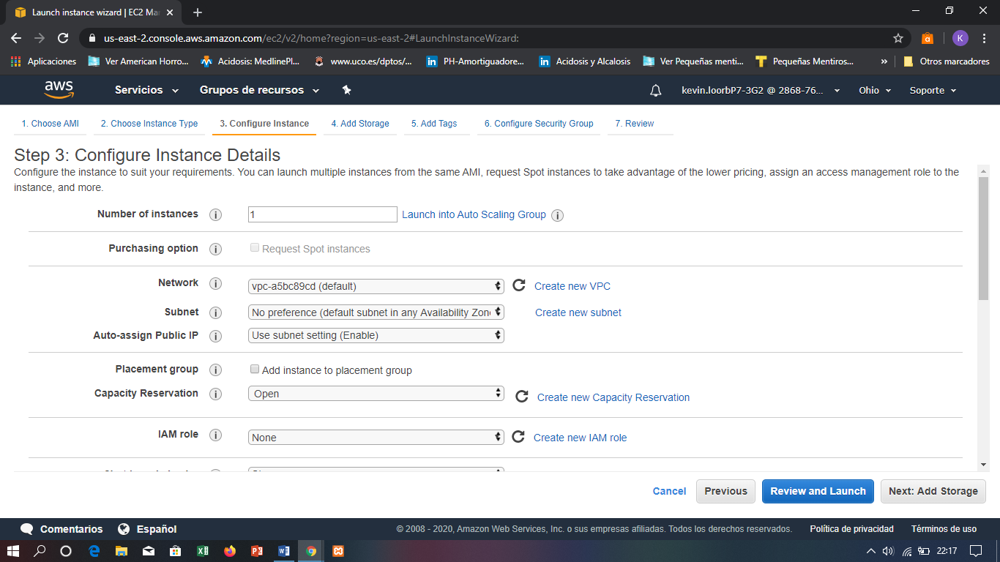 Launch instance wizard | EC2 Ma
us-east-2.console.aws.amazon.com/ec2/v2/home?region=us-east-2#LaunchInstanceWizard:
K
Aplicaciones
Ver American Horro...
Acidosis: MedlinePl...
www.uco.es/dptos/...
PH-Amortiguadore...
Acidosis y Alcalosis
Ver Pequeñas menti...
Pequeñas Mentiros...
»
Otros marcadores
aws
Servicios
Grupos de recursos
kevin.loorbP7-3G2 @ 2868-76...
Ohio
Soporte
1. Choose AMI
2. Choose Instance Type
3. Configure Instance
4. Add Storage
5. Add Tags
6. Configure Security Group
7. Review
Step 3: Configure Instance Details
Configure the instance to suit your requirements. You can launch multiple instances from the same AMI, request Spot instances to take advantage of the lower pricing, assign an access management role to the
instance, and more.
Number of instances
1
Launch into Auto Scaling Group
Purchasing option
Request Spot instances
Network
vpc-a5bc89cd (default)
Create new VPC
Subnet
No preference (default subnet in any Availability Zon
Create new subnet
Auto-assign Public IP
Use subnet setting (Enable)
Placement group
Add instance to placement group
Capacity Reservation
Open
Create new Capacity Reservation
IAM role
None
Create new IAM role
Cancel
Previous
Review and Launch
Next: Add Storage
Comentarios
Español
© 2008 - 2020, Amazon Web Services, Inc. o sus empresas afiliadas. Todos los derechos reservados.
Política de privacidad
Términos de uso
22:17